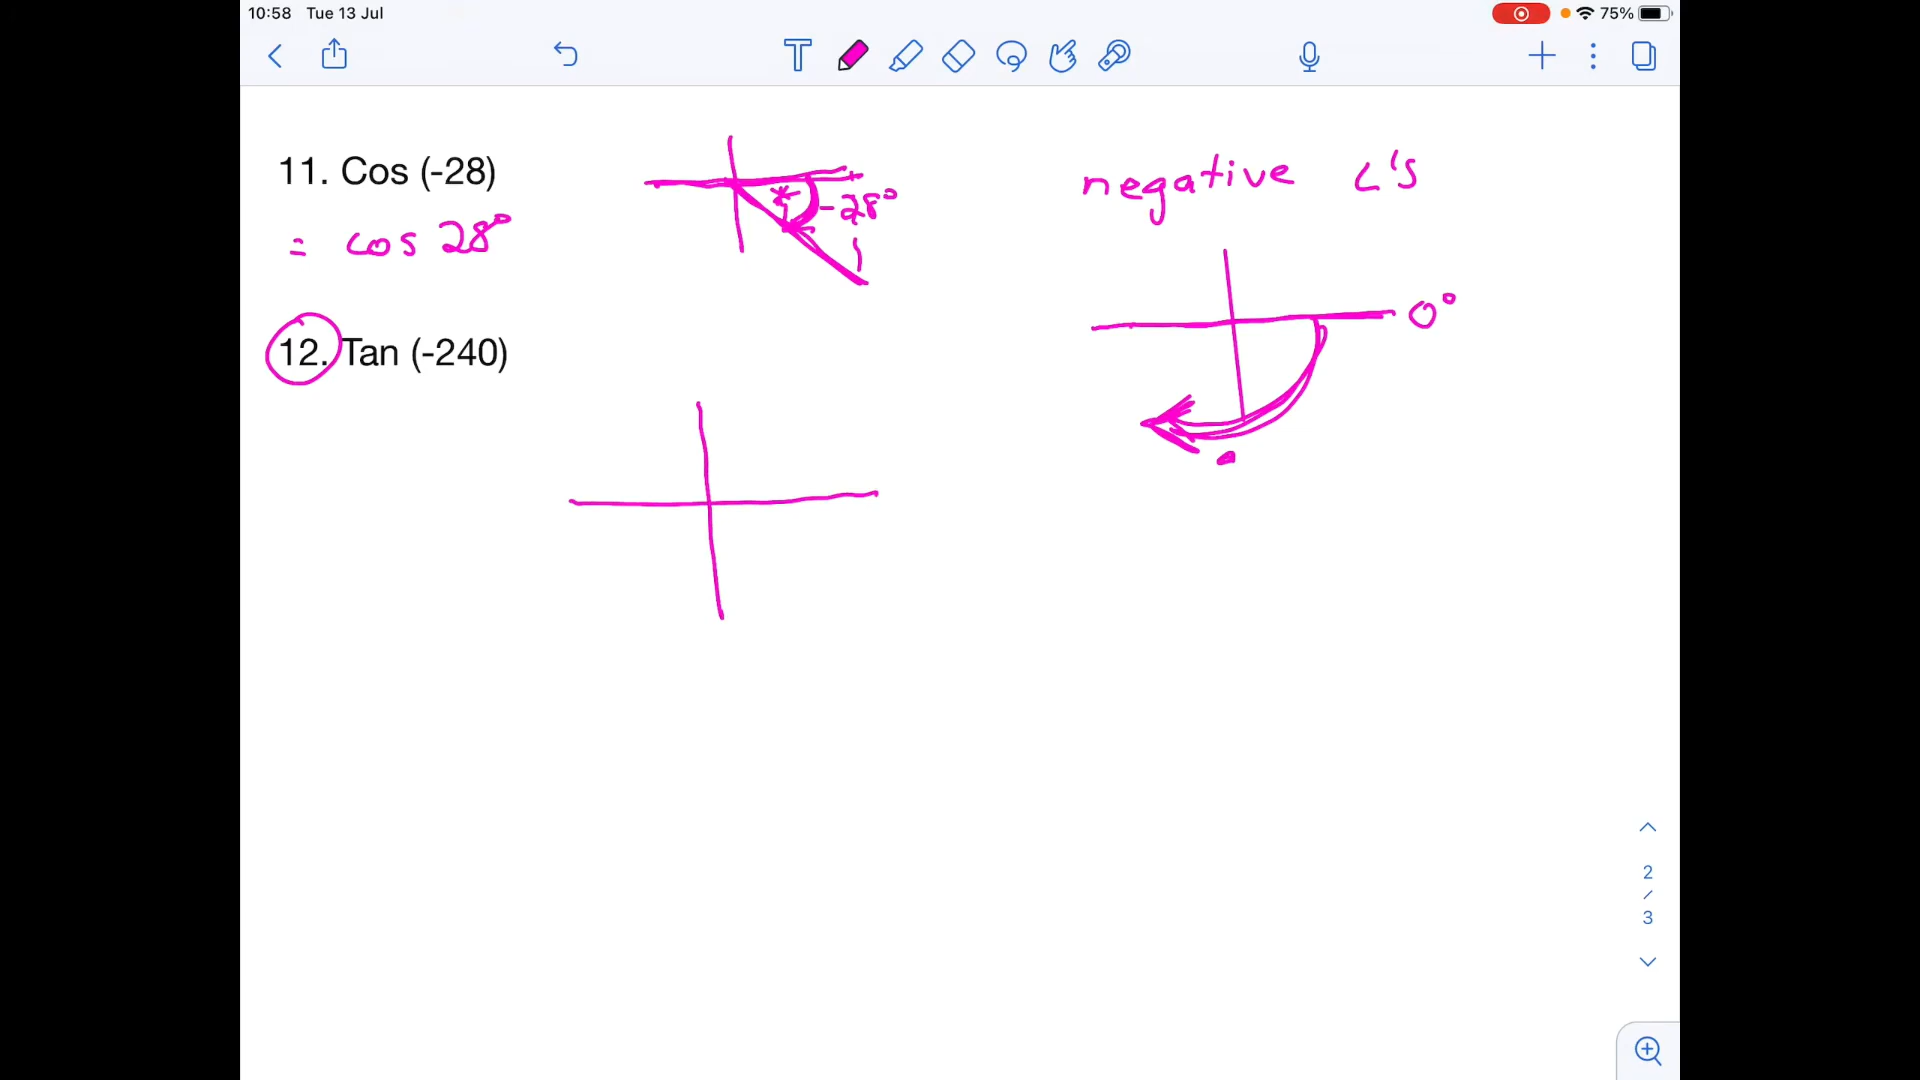 10:58 Tue 13 Jul
75%
11. Cos (-28)
= cos 28°
-28°
negative ∠'s
0°
12. Tan (-240)
2
/
3